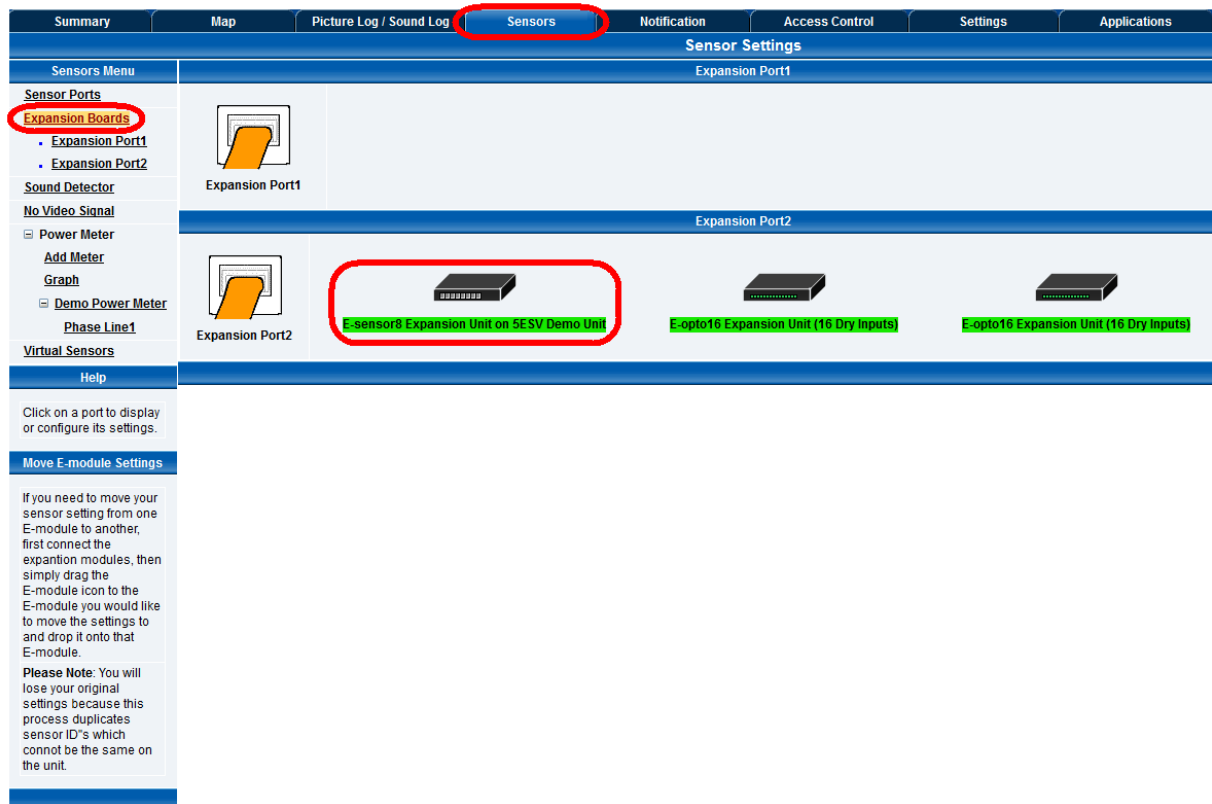 Summary
Map
Picture Log / Sound Log
Sensors
Notification
Access Control
Settings
Applications
Sensor Settings
Sensors Menu
Sensor Ports
Expansion Boards
Expansion Port1
Expansion Port2
Sound Detector
No Video Signal
Power Meter
Add Meter
Graph
Demo Power Meter
Phase Line1
Virtual Sensors
Help
Click on a port to display
or configure its settings.
Move E-module Settings
If you need to move your
sensor setting from one
E-module to another,
first connect the
expantion modules, then
simply drag the
E-module icon to the
E-module you would like
to move the settings to
and drop it onto that
E-module.
Please Note: You will
lose your original
settings because this
process duplicates
sensor ID"s which
connot be the same on
the unit.
Expansion Port1
Expansion Port1
Expansion Port2
Expansion Port2
E-sensor8 Expansion Unit on 5ESV Demo Unit
E-opto16 Expansion Unit (16 Dry Inputs)
E-opto16 Expansion Unit (16 Dry Inputs)